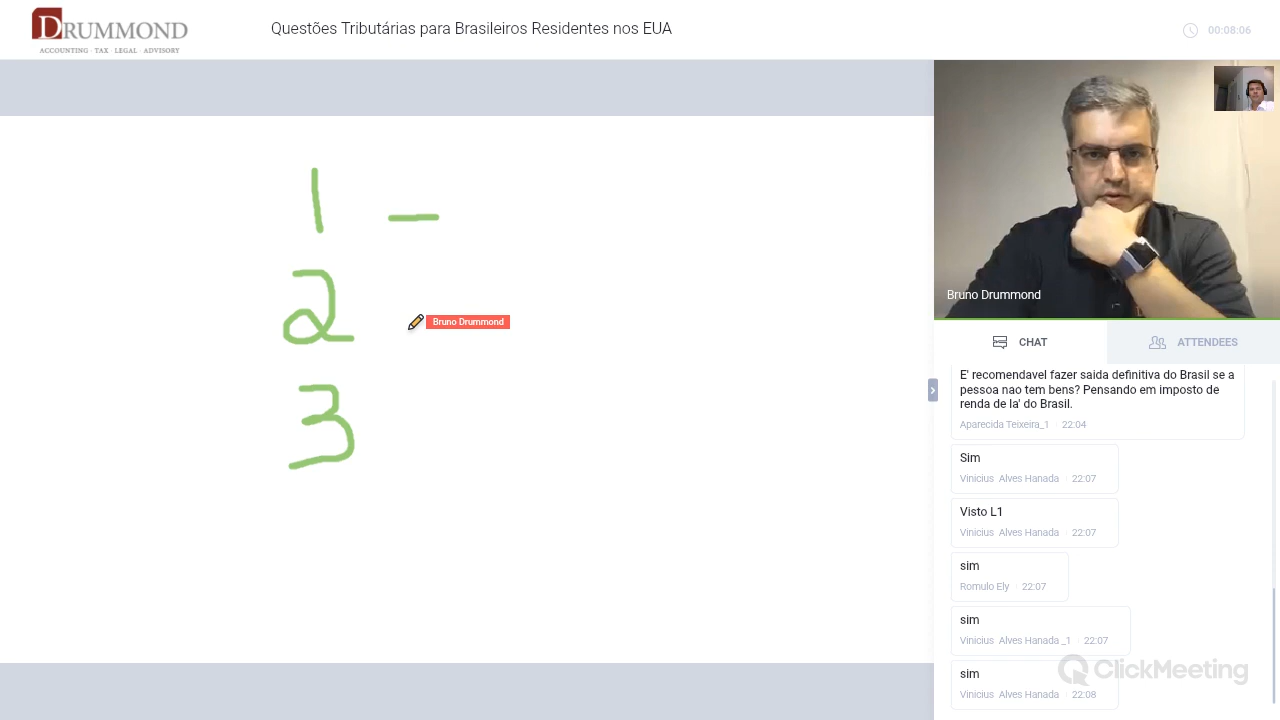 DRUMMOND
ACCOUNTING · TAX · LEGAL · ADVISORY
Questões Tributárias para Brasileiros Residentes nos EUA
00:08:06
1 –
2
3
Bruno Drummond
Bruno Drummond
CHAT
ATTENDEES
E' recomendavel fazer saida definitiva do Brasil se a
pessoa nao tem bens? Pensando em imposto de
renda de la' do Brasil.
Aparecida Teixeira_1 · 22:04
Sim
Vinicius Alves Hanada · 22:07
Visto L1
Vinicius Alves Hanada · 22:07
sim
Romulo Ely · 22:07
sim
Vinicius Alves Hanada _1 · 22:07
sim
Vinicius Alves Hanada · 22:08
ClickMeeting